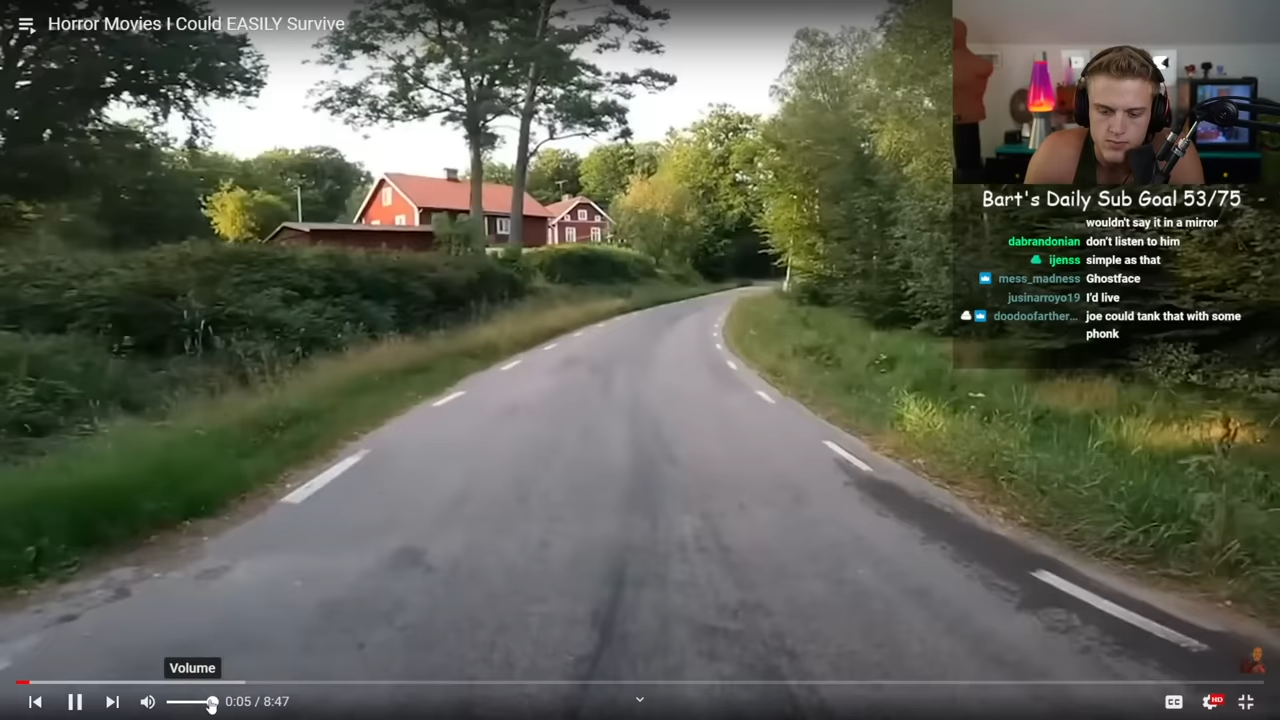 Horror Movies I Could EASILY Survive
Bart's Daily Sub Goal 53/75
wouldn't say it in a mirror
dabrandonian don't listen to him
ijenss simple as that
mess_madness Ghostface
jusinarroyo19 I'd live
doodoofarther... joe could tank that with some
phonk
Volume
0:05 / 8:47
CC
HD